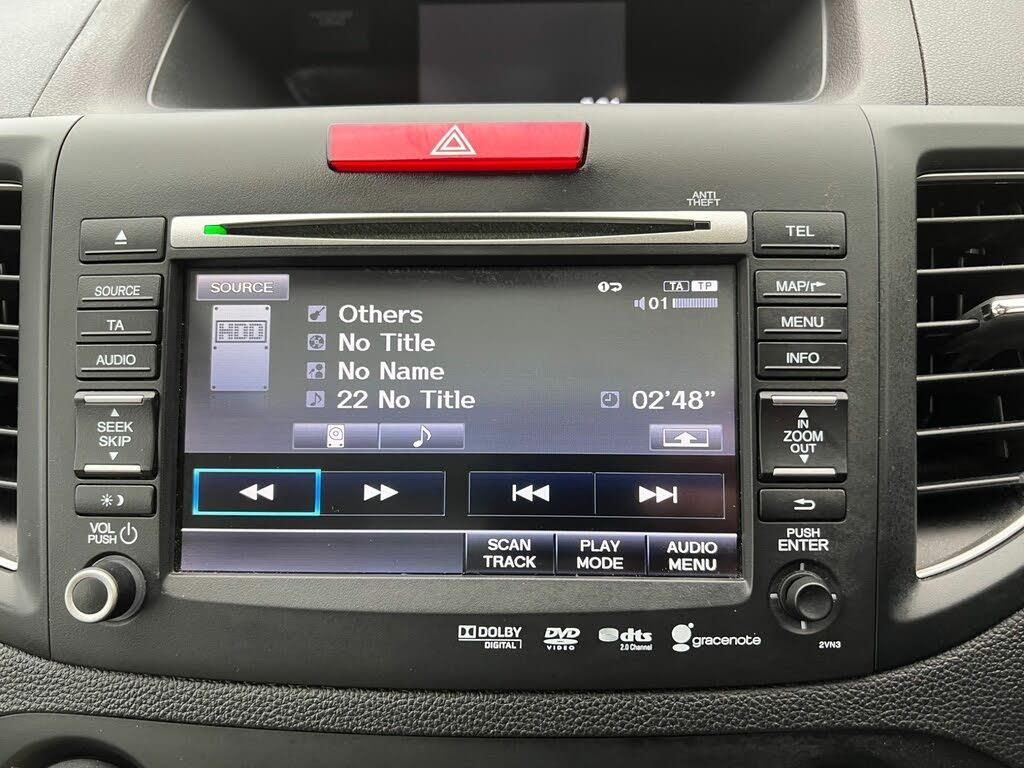 ANTI
THEFT
TEL
SOURCE
TA
AUDIO
SEEK
SKIP
VOL
PUSH
SOURCE
HDD
Others
No Title
No Name
22 No Title
1
TA TP
01
02'48"
SCAN
TRACK
PLAY
MODE
AUDIO
MENU
MAP/
MENU
INFO
IN
ZOOM
OUT
PUSH
ENTER
DOLBY
DIGITAL
DVD
VIDEO
dts
2.0 Channel
gracenote
2VN3